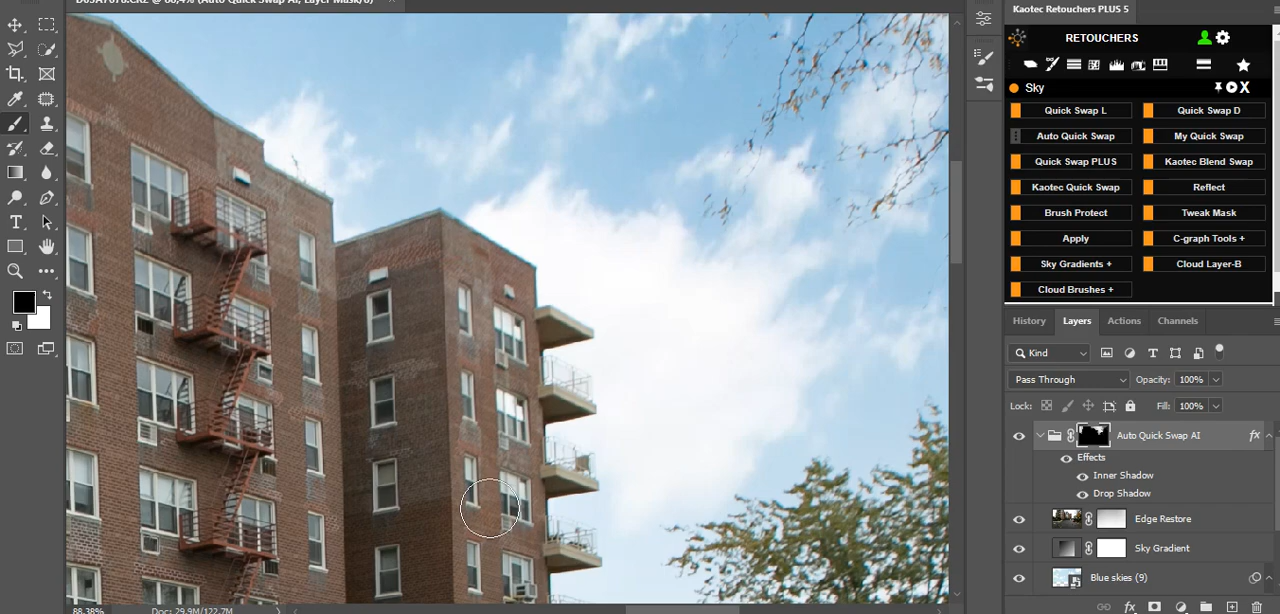 Kaotec Retouchers PLUS 5
RETOUCHERS
Sky
X
Quick Swap L
Quick Swap D
Auto Quick Swap
My Quick Swap
Quick Swap PLUS
Kaotec Blend Swap
Kaotec Quick Swap
Reflect
Brush Protect
Tweak Mask
Apply
C-graph Tools +
Sky Gradients +
Cloud Layer-B
Cloud Brushes +
History
Layers
Actions
Channels
Kind
Pass Through
Opacity: 100%
Lock:
Fill: 100%
Auto Quick Swap AI
fx
Effects
Inner Shadow
Drop Shadow
Edge Restore
Sky Gradient
Blue skies (9)
fx
88.38%
Doc: 29.9M/122.7M